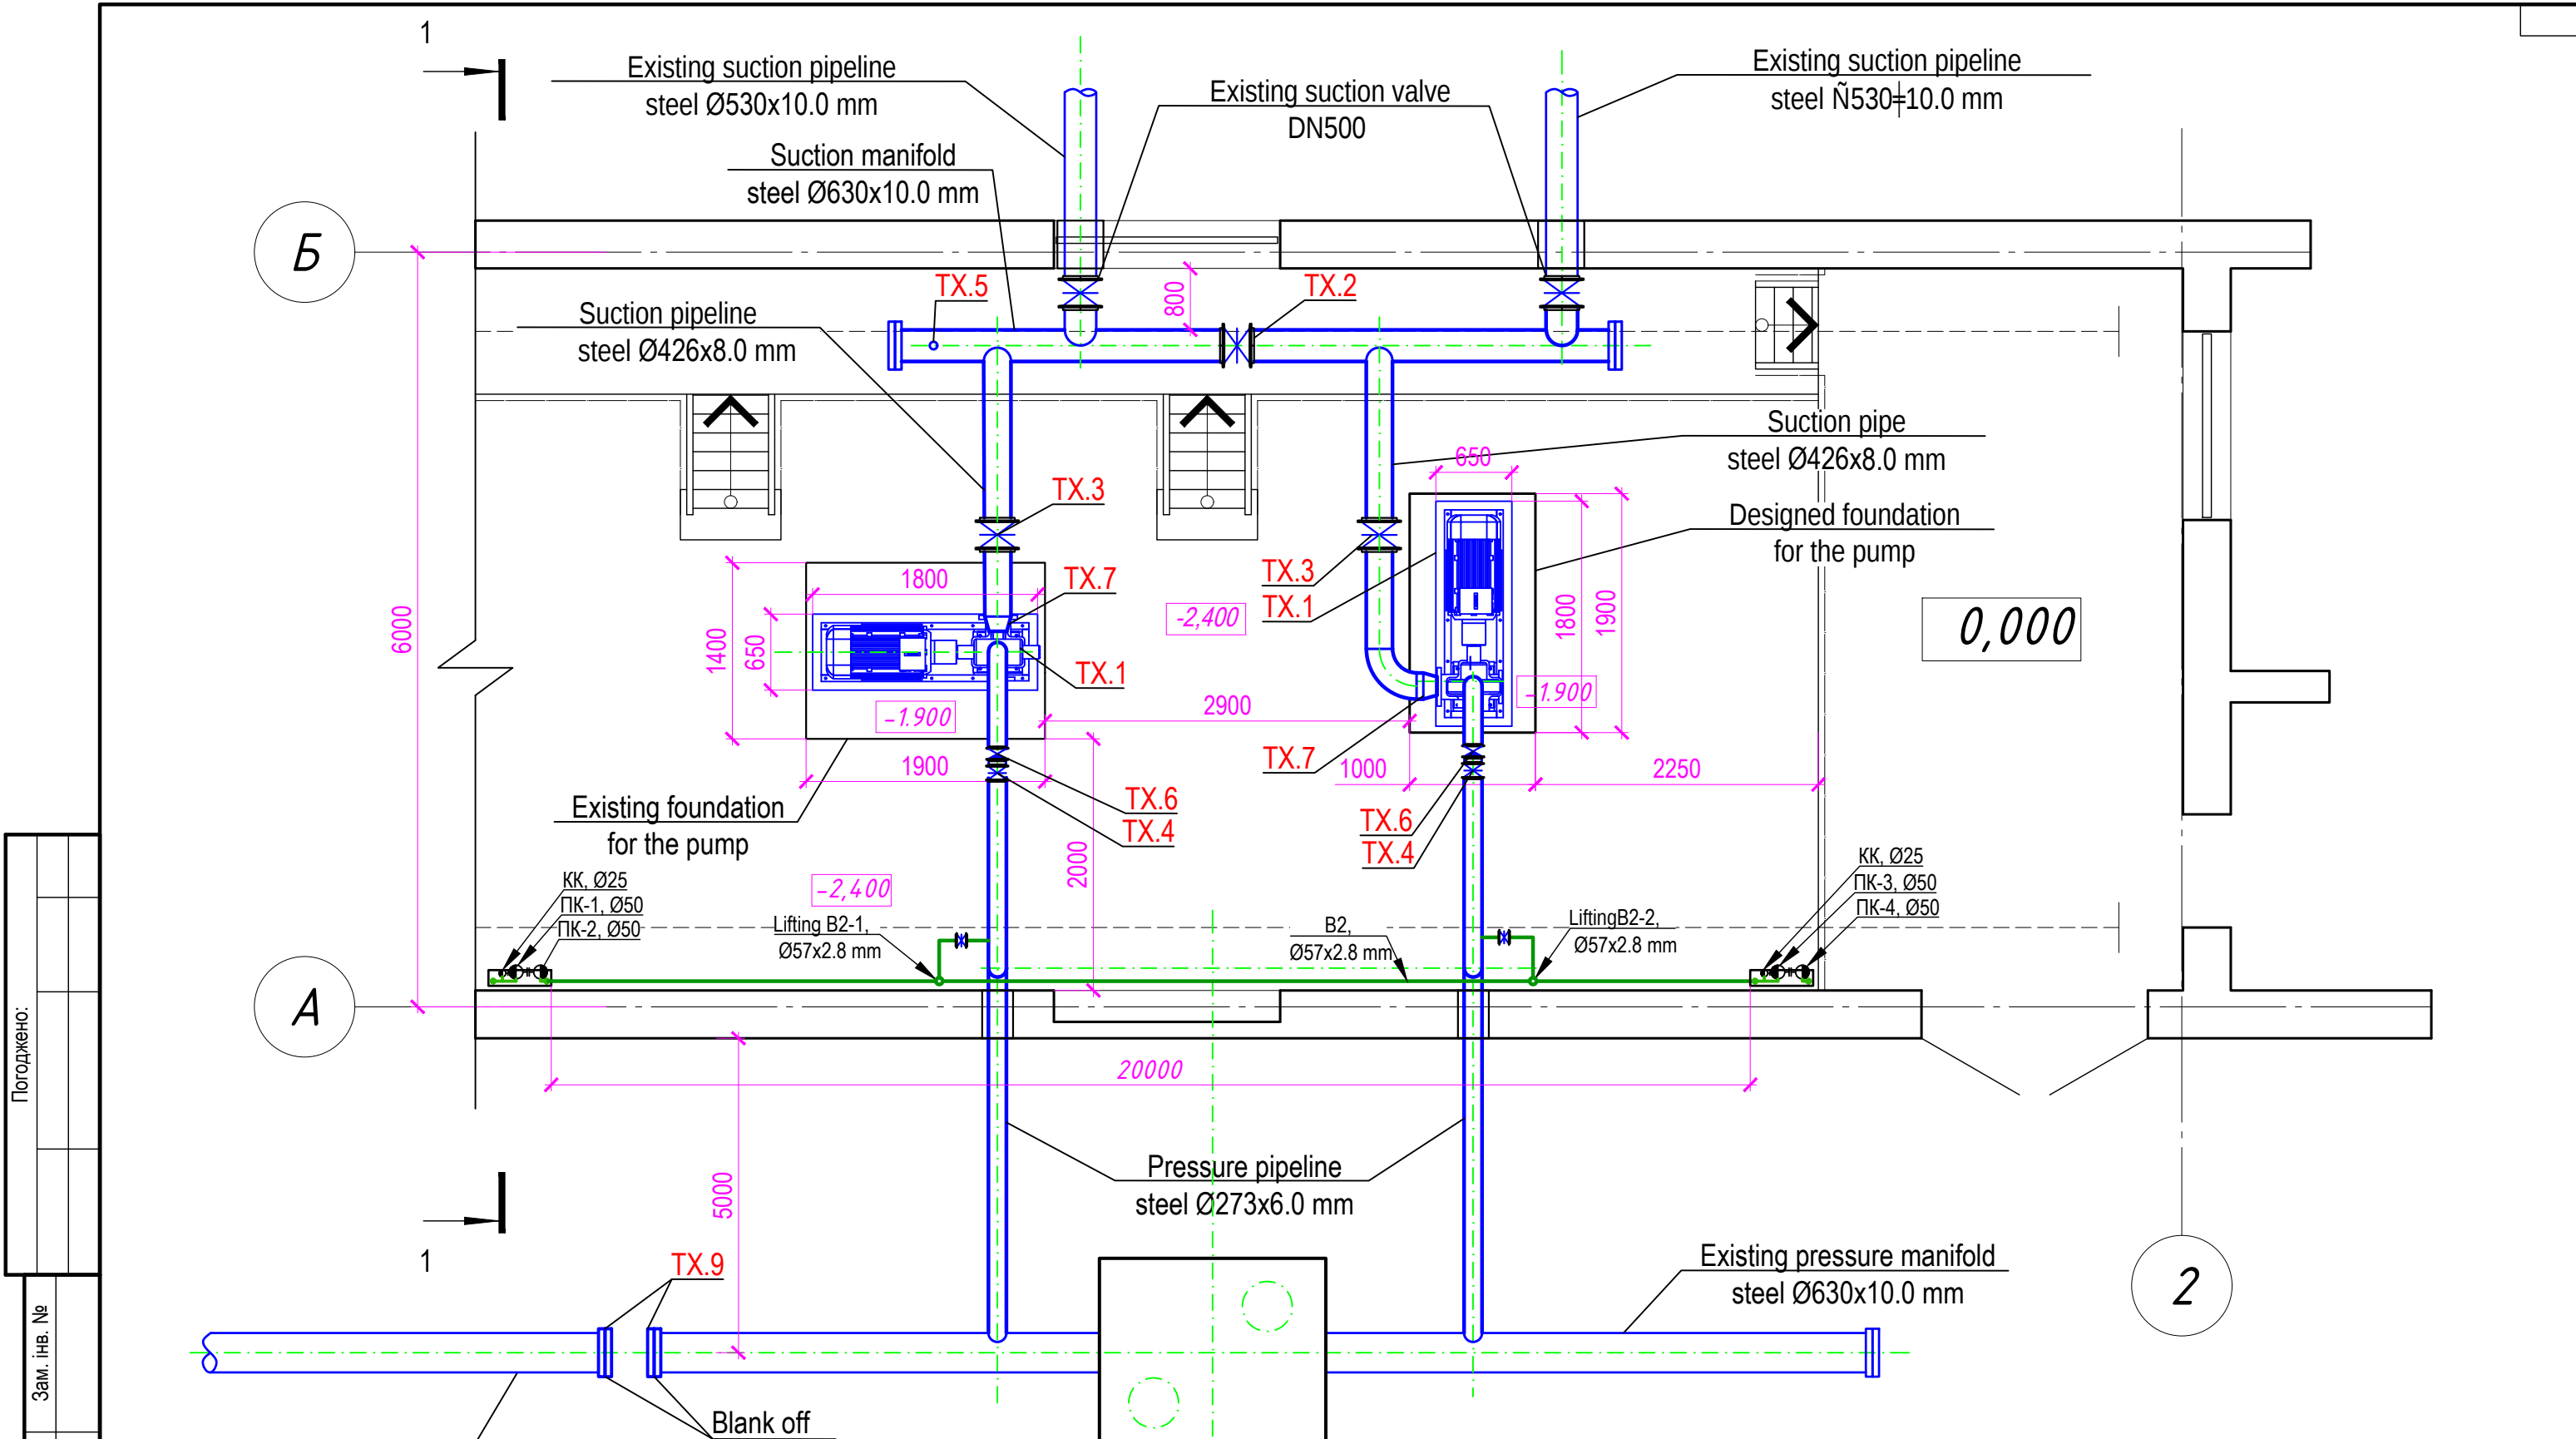 1
Existing suction pipeline
steel Ø530x10.0 mm
Existing suction valve
DN500
Existing suction pipeline
steel Ñ530‡10.0 mm
Suction manifold
steel Ø630x10.0 mm
Б
TX.5
800
TX.2
Suction pipeline
steel Ø426x8.0 mm
Suction pipe
steel Ø426x8.0 mm
650
TX.3
Designed foundation
for the pump
1800
TX.7
TX.3
TX.1
-2,400
1800
1900
0,000
6000
1400
650
TX.1
-1.900
-1.900
2900
TX.7
1900
1000
2250
Existing foundation
for the pump
TX.6
TX.4
TX.6
TX.4
2000
КК, Ø25
ПК-1, Ø50
ПК-2, Ø50
-2,400
Lifting B2-1,
Ø57x2.8 mm
B2,
Ø57x2.8 mm
LiftingB2-2,
Ø57x2.8 mm
КК, Ø25
ПК-3, Ø50
ПК-4, Ø50
А
Погоджено:
20000
5000
Pressure pipeline
steel Ø273x6.0 mm
1
TX.9
Existing pressure manifold
steel Ø630x10.0 mm
2
Зам. інв. №
Blank off